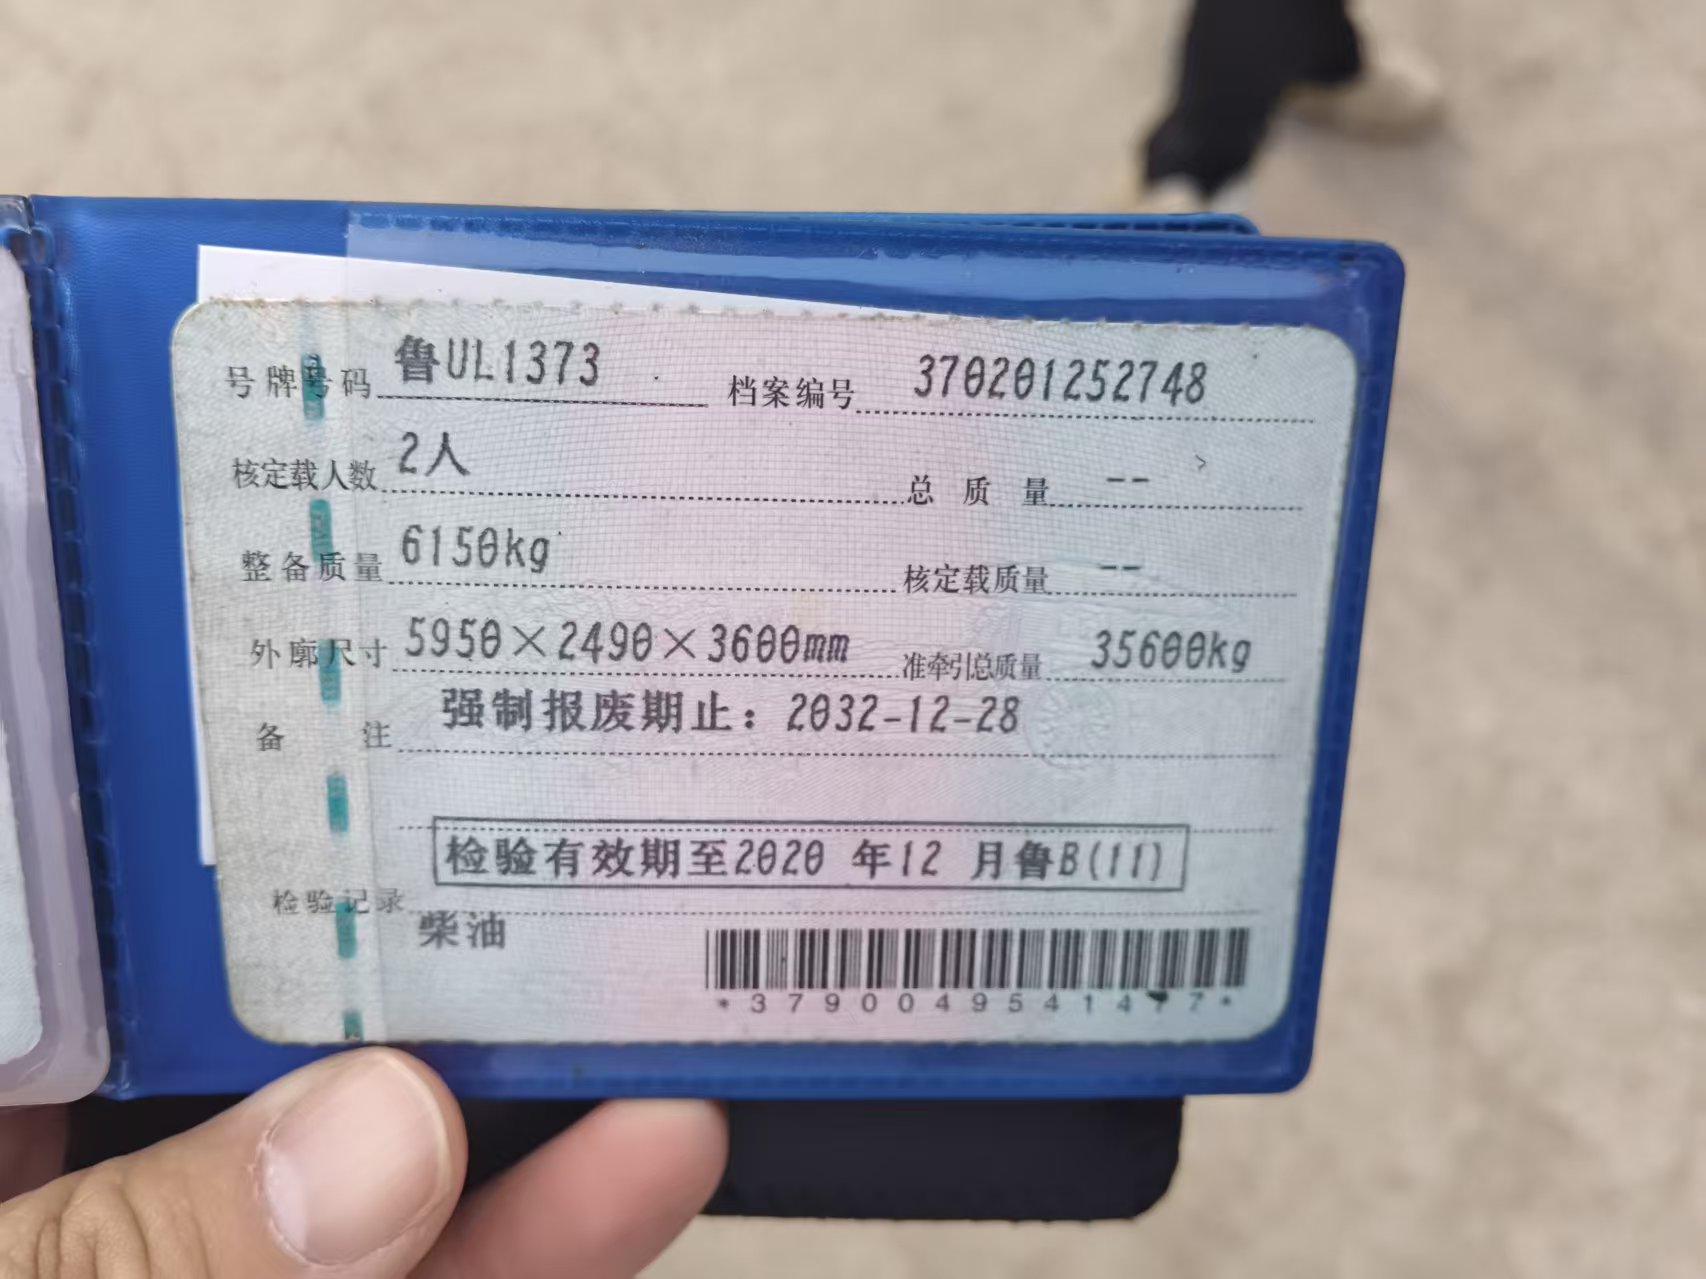 号牌号码 鲁UL1373 档案编号 370201252748
核定载人数 2人 总质量 --
整备质量 6150kg 核定载质量 --
外廓尺寸 5950×2490×3600mm 准牵引总质量 35600kg
备注 强制报废期止：2032-12-28
检验有效期至2020 年12 月鲁B(11)
检验记录
柴油
*3790049541477*